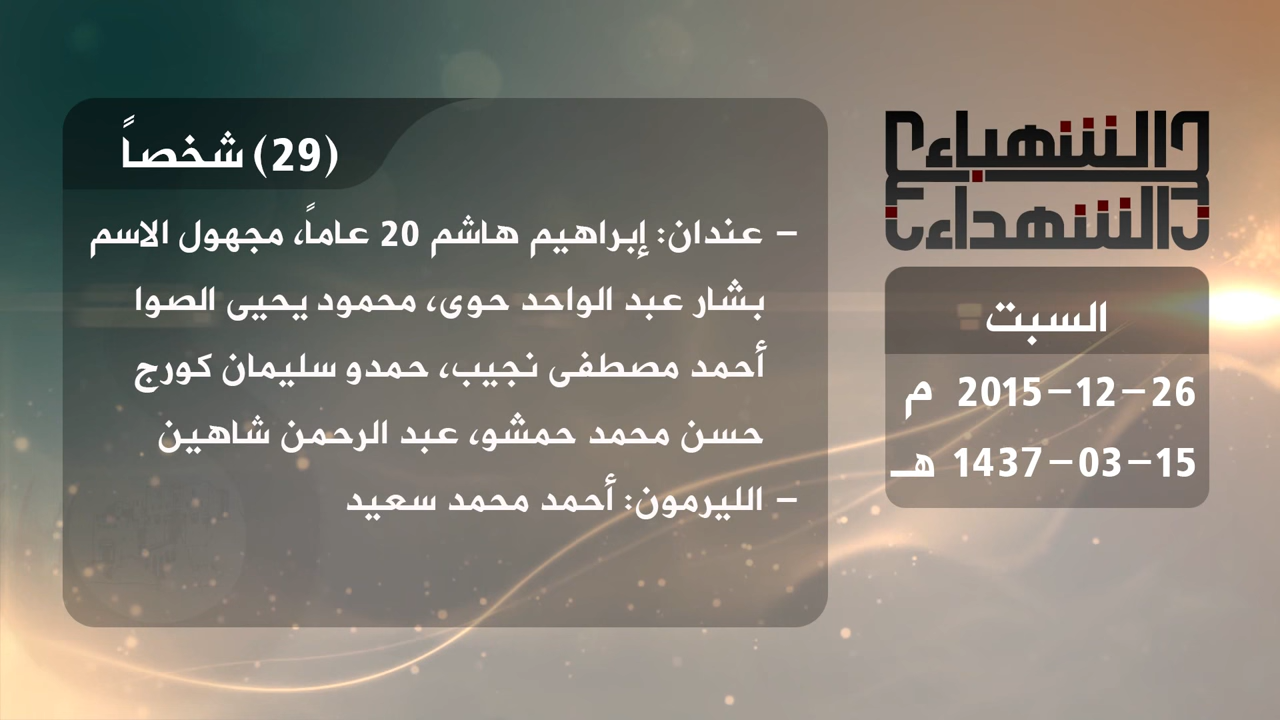 الشهباء
الشهداء
السبت
26-12-2015 م
15-03-1437 هـ
(29) شخصاً
- عندان: إبراهيم هاشم 20 عاماً، مجهول الاسم
بشار عبد الواحد حوى، محمود يحيى الصوا
أحمد مصطفى نجيب، حمدو سليمان كورج
حسن محمد حمشو، عبد الرحمن شاهين
- الليرمون: أحمد محمد سعيد